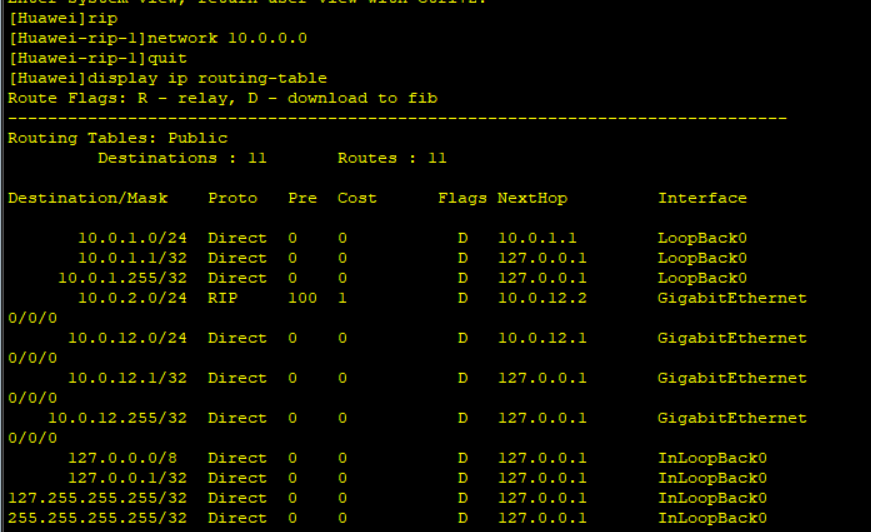 Enter system view, return user view with Ctrl+Z.
[Huawei]rip
[Huawei-rip-1]network 10.0.0.0
[Huawei-rip-1]quit
[Huawei]display ip routing-table
Route Flags: R - relay, D - download to fib
------------------------------------------------------------------------------
Routing Tables: Public
         Destinations : 11       Routes : 11

Destination/Mask    Proto   Pre  Cost      Flags NextHop         Interface

       10.0.1.0/24  Direct  0    0           D   10.0.1.1        LoopBack0
       10.0.1.1/32  Direct  0    0           D   127.0.0.1       LoopBack0
     10.0.1.255/32  Direct  0    0           D   127.0.0.1       LoopBack0
       10.0.2.0/24  RIP     100  1           D   10.0.12.2       GigabitEthernet
0/0/0
      10.0.12.0/24  Direct  0    0           D   10.0.12.1       GigabitEthernet
0/0/0
      10.0.12.1/32  Direct  0    0           D   127.0.0.1       GigabitEthernet
0/0/0
    10.0.12.255/32  Direct  0    0           D   127.0.0.1       GigabitEthernet
0/0/0
      127.0.0.0/8   Direct  0    0           D   127.0.0.1       InLoopBack0
      127.0.0.1/32  Direct  0    0           D   127.0.0.1       InLoopBack0
127.255.255.255/32  Direct  0    0           D   127.0.0.1       InLoopBack0
255.255.255.255/32  Direct  0    0           D   127.0.0.1       InLoopBack0